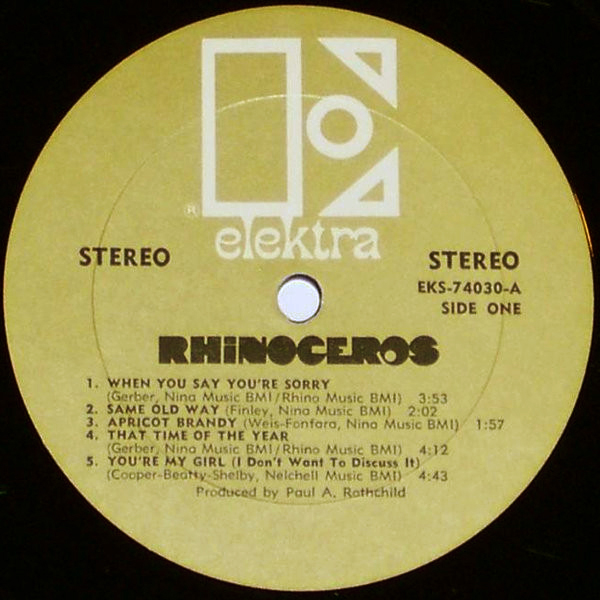 ®
elektra
STEREO
STEREO
EKS-74030-A
SIDE ONE
RHiNOCEROS
1. WHEN YOU SAY YOU'RE SORRY
(Gerber, Nina Music BMI/Rhino Music BMI) 3:53
2. SAME OLD WAY (Finley, Nina Music BMI) 2:02
3. APRICOT BRANDY (Weis-Fonfara, Nina Music BMI) 1:57
4. THAT TIME OF THE YEAR
(Gerber, Nina Music BMI/Rhino Music BMI) 4:12
5. YOU'RE MY GIRL (I Don't Want To Discuss It)
(Cooper-Beatty-Shelby, Nelchell Music BMI) 4:43
Produced by Paul A. Rothchild